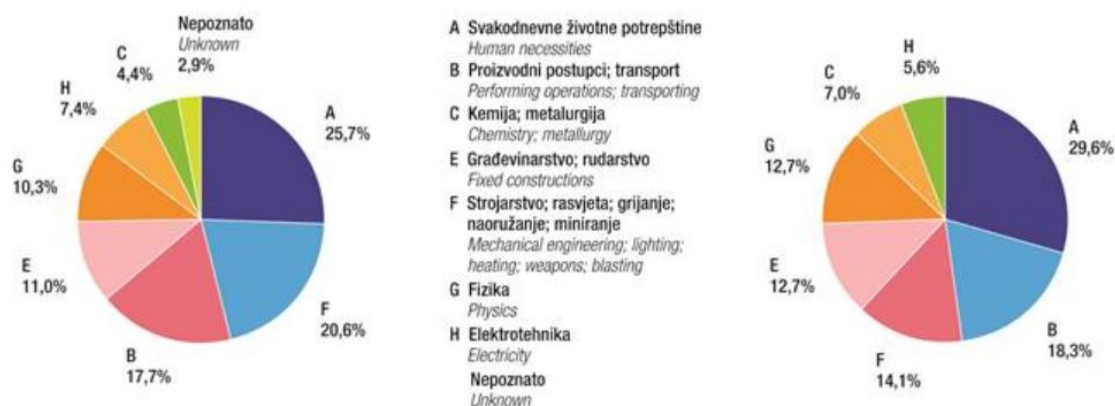 Nepoznato
Unknown
2,9%
C
4,4%
H
7,4%
G
10,3%
E
11,0%
B
17,7%
F
20,6%
A
25,7%
A Svakodnevne životne potrepštine
Human necessities
B Proizvodni postupci; transport
Performing operations; transporting
C Kemija; metalurgija
Chemistry; metallurgy
E Građevinarstvo; rudarstvo
Fixed constructions
F Strojarstvo; rasvjeta; grijanje;
naoružanje; miniranje
Mechanical engineering; lighting;
heating; weapons; blasting
G Fizika
Physics
H Elektrotehnika
Electricity
Nepoznato
Unknown
H
5,6%
C
7,0%
G
12,7%
E
12,7%
F
14,1%
B
18,3%
A
29,6%